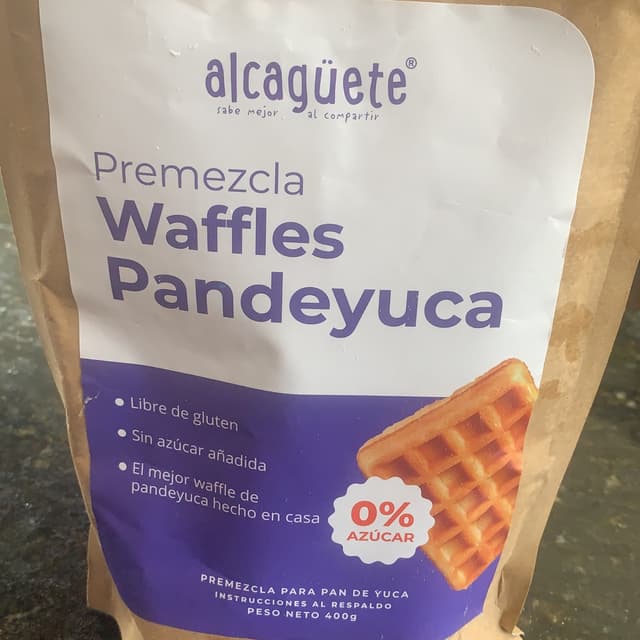 alcagüete®
sabe mejor al compartir
Premezcla
Waffles
Pandeyuca
• Libre de gluten
• Sin azúcar añadida
• El mejor waffle de
pandeyuca hecho en casa
0%
AZÚCAR
PREMEZCLA PARA PAN DE YUCA
INSTRUCCIONES AL RESPALDO
PESO NETO 400g